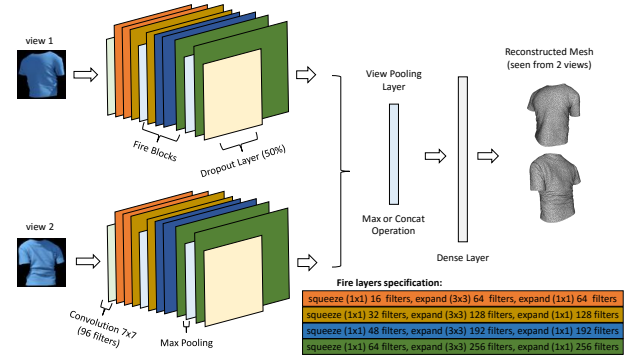 view 1
Fire Blocks
Dropout Layer (50%)
view 2
Convolution 7x7
(96 filters)
Max Pooling
View Pooling
Layer
Max or Concat
Operation
Dense Layer
Reconstructed Mesh
(seen from 2 views)
Fire layers specification:
squeeze (1x1) 16 filters, expand (3x3) 64 filters, expand (1x1) 64 filters
squeeze (1x1) 32 filters, expand (3x3) 128 filters, expand (1x1) 128 filters
squeeze (1x1) 48 filters, expand (3x3) 192 filters, expand (1x1) 192 filters
squeeze (1x1) 64 filters, expand (3x3) 256 filters, expand (1x1) 256 filters